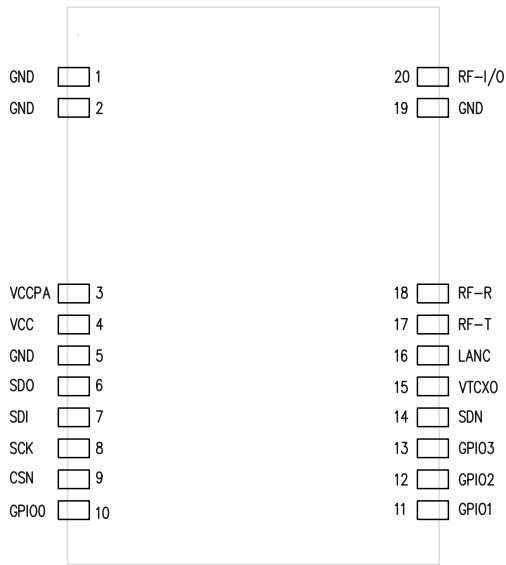 GND 1 20 RF-I/O
GND 2 19 GND
VCCPA 3 18 RF-R
VCC 4 17 RF-T
GND 5 16 LANC
SDO 6 15 VTCXO
SDI 7 14 SDN
SCK 8 13 GPIO3
CSN 9 12 GPIO2
GPIO0 10 11 GPIO1